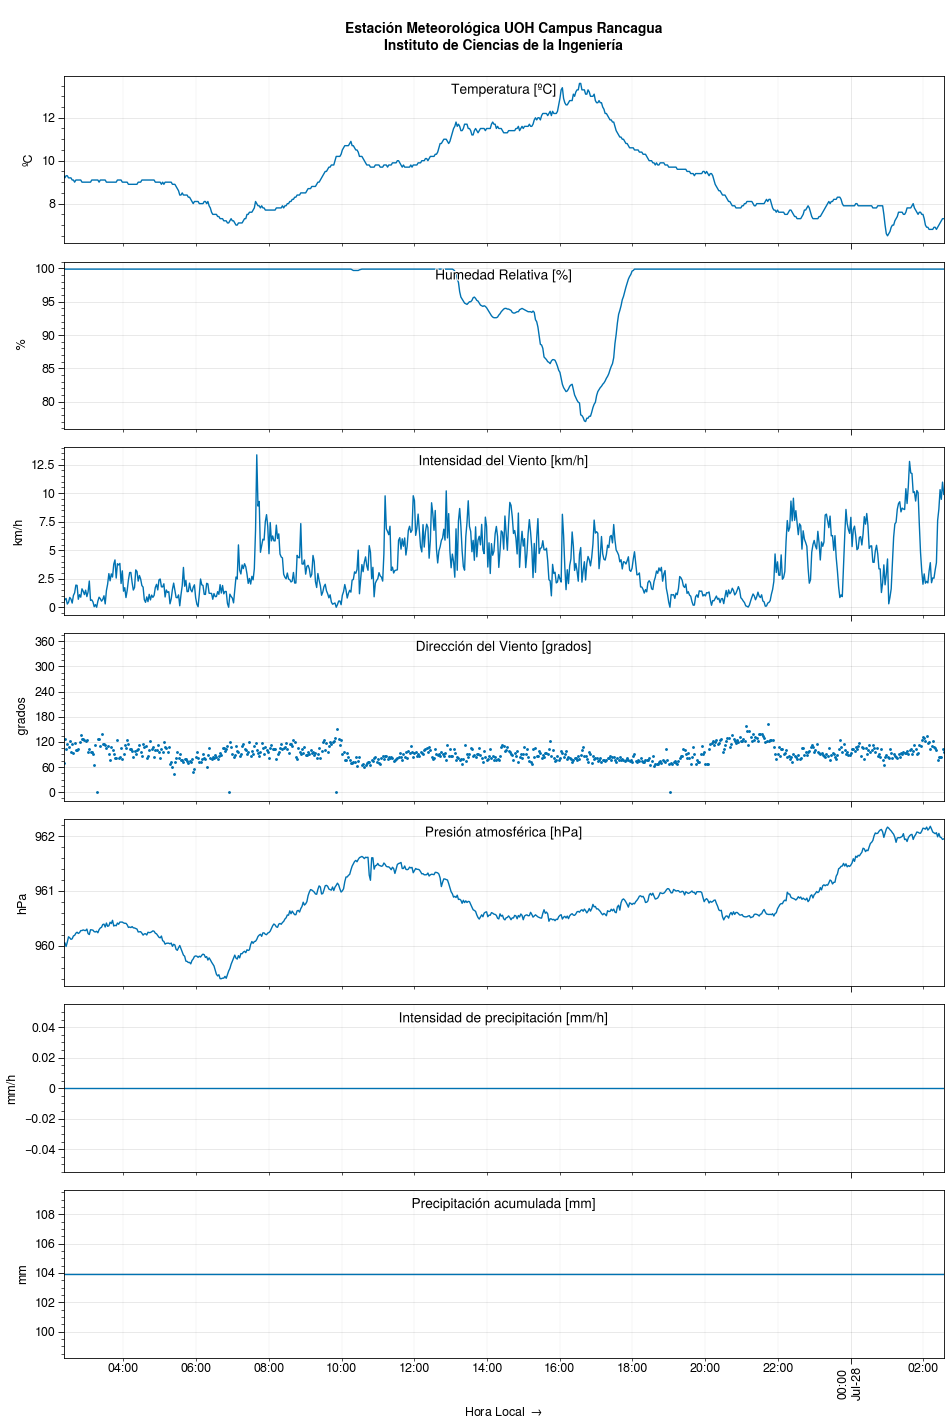 Estación Meteorológica UOH Campus Rancagua
Instituto de Ciencias de la Ingeniería
Temperatura [ºC]
ºC
12
10
8
Humedad Relativa [%]
%
100
95
90
85
80
Intensidad del Viento [km/h]
km/h
12.5
10
7.5
5
2.5
0
Dirección del Viento [grados]
grados
360
300
240
180
120
60
0
Presión atmosférica [hPa]
hPa
962
961
960
Intensidad de precipitación [mm/h]
mm/h
0.04
0.02
0
−0.02
−0.04
Precipitación acumulada [mm]
mm
108
106
104
102
100
04:00 06:00 08:00 10:00 12:00 14:00 16:00 18:00 20:00 22:00 00:00 02:00
Jul-28
Hora Local →